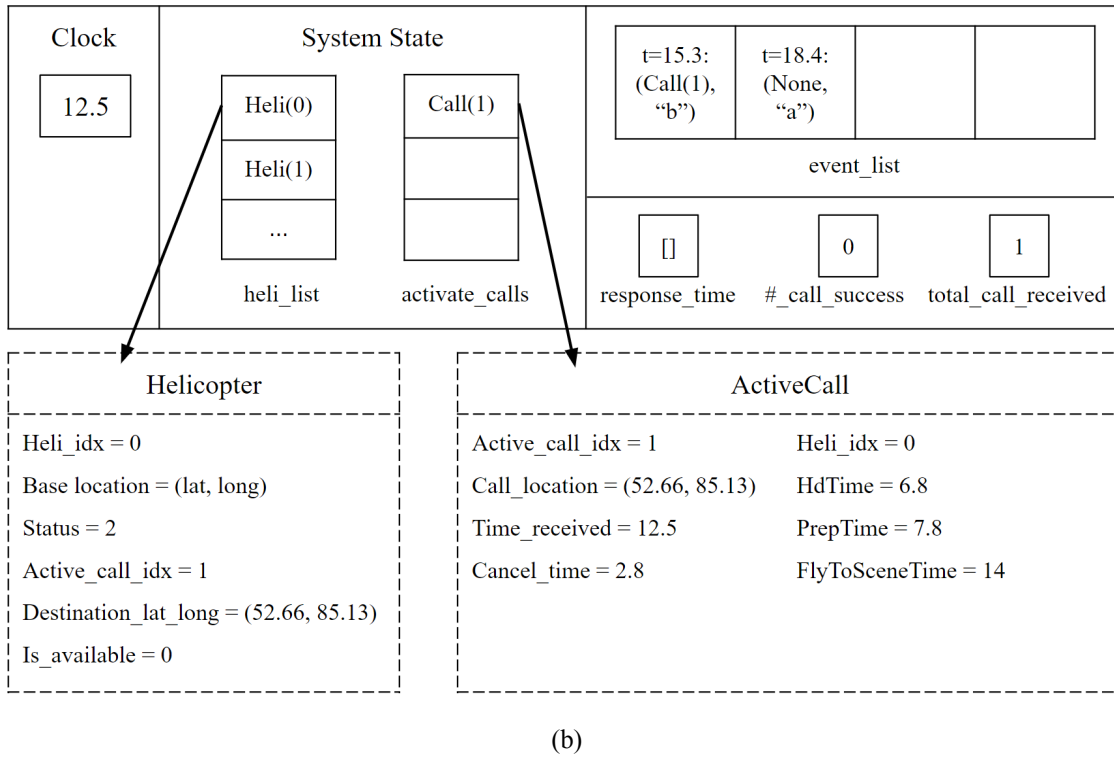 Clock
12.5
System State
Heli(0)
Heli(1)
...
heli_list
Call(1)
activate_calls
t=15.3:
(Call(1),
“b”)
t=18.4:
(None,
“a”)
event_list
[]
response_time
0
#_call_success
1
total_call_received
Helicopter
Heli_idx = 0
Base location = (lat, long)
Status = 2
Active_call_idx = 1
Destination_lat_long = (52.66, 85.13)
Is_available = 0
ActiveCall
Active_call_idx = 1
Call_location = (52.66, 85.13)
Time_received = 12.5
Cancel_time = 2.8
Heli_idx = 0
HdTime = 6.8
PrepTime = 7.8
FlyToSceneTime = 14
(b)